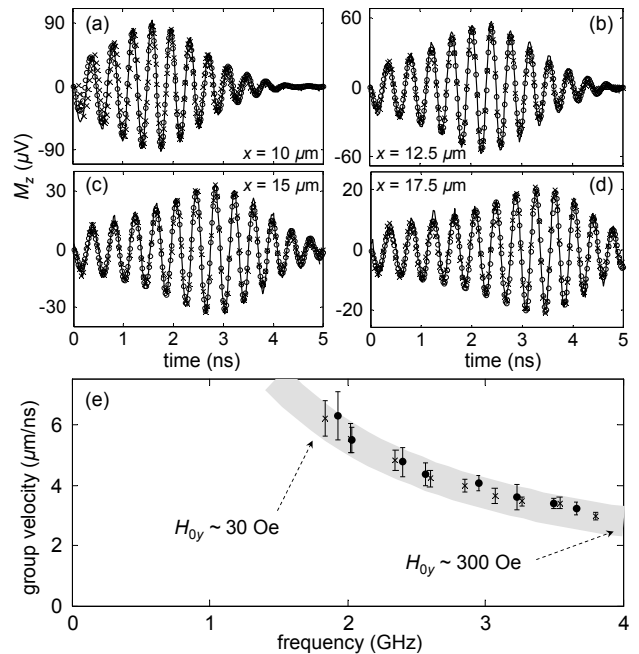 (a)
(b)
90
0
-90
60
0
-60
x = 10 µm
x = 12.5 µm
M_z (µV)
(c)
x = 15 µm
x = 17.5 µm
(d)
30
0
-30
20
0
-20
0 1 2 3 4 5
0 1 2 3 4 5
time (ns)
time (ns)
(e)
group velocity (µm/ns)
6
4
2
0
H_0y ~ 30 Oe
H_0y ~ 300 Oe
0 1 2 3 4
frequency (GHz)